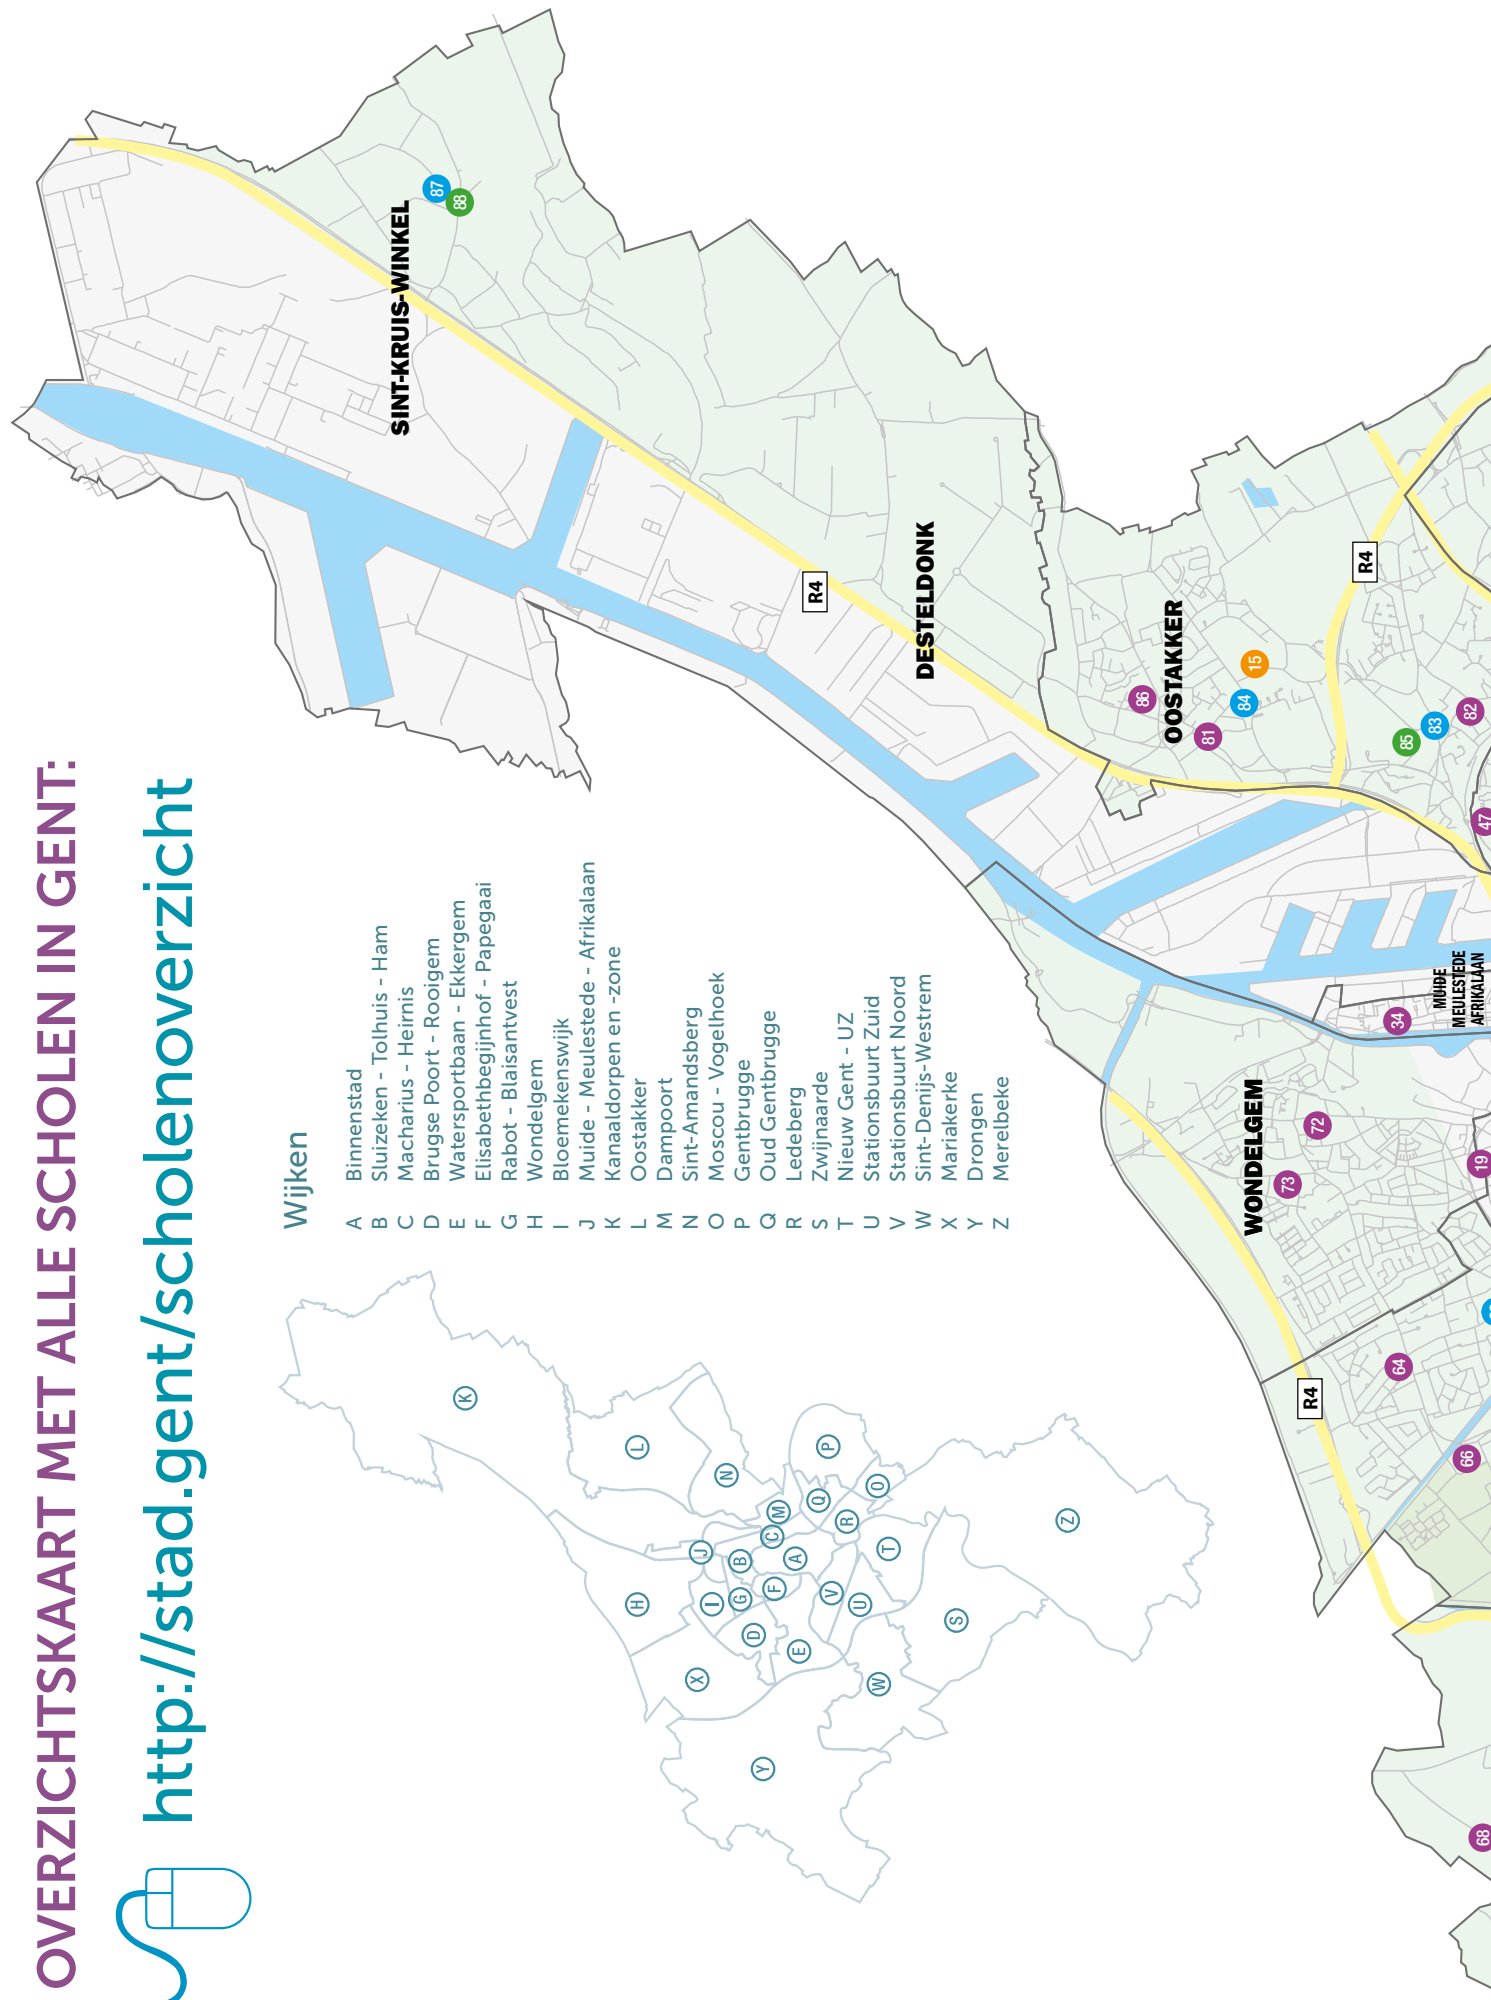 OVERZICHTSKAART MET ALLE SCHOLEN IN GENT:
http://stad.gent/scholenoverzicht
Wijken
A Binnenstad
B Sluizeken - Tolhuis - Ham
C Macharius - Heirnis
D Brugse Poort - Rooigem
E Watersportbaan - Ekkergem
F Elisabethbegijnhof - Papegaai
G Rabot - Blaisantvest
H Wondelgem
I Bloemekenswijk
J Muide - Meulestede - Afrikalaan
K Kanaaldorpen en -zone
L Oostakker
M Dampoort
N Sint-Amandsberg
O Moscou - Vogelhoek
P Gentbrugge
Q Oud Gentbrugge
R Ledeberg
S Zwijnaarde
T Nieuw Gent - UZ
U Stationsbuurt Zuid
V Stationsbuurt Noord
W Sint-Denijs-Westrem
X Mariakerke
Y Drongen
Z Merelbeke
K
L
N
P
M
Q
O
C
J
B
A
R
T
Z
H
I
G
F
V
U
S
D
E
X
W
Y
SINT-KRUIS-WINKEL
87
88
R4
DESTELDONK
R4
OOSTAKKER
86
81
84
15
85
83
82
47
MUIDE
MEULESTEDE
AFRIKALAAN
34
WONDELGEM
72
73
19
64
R4
66
68